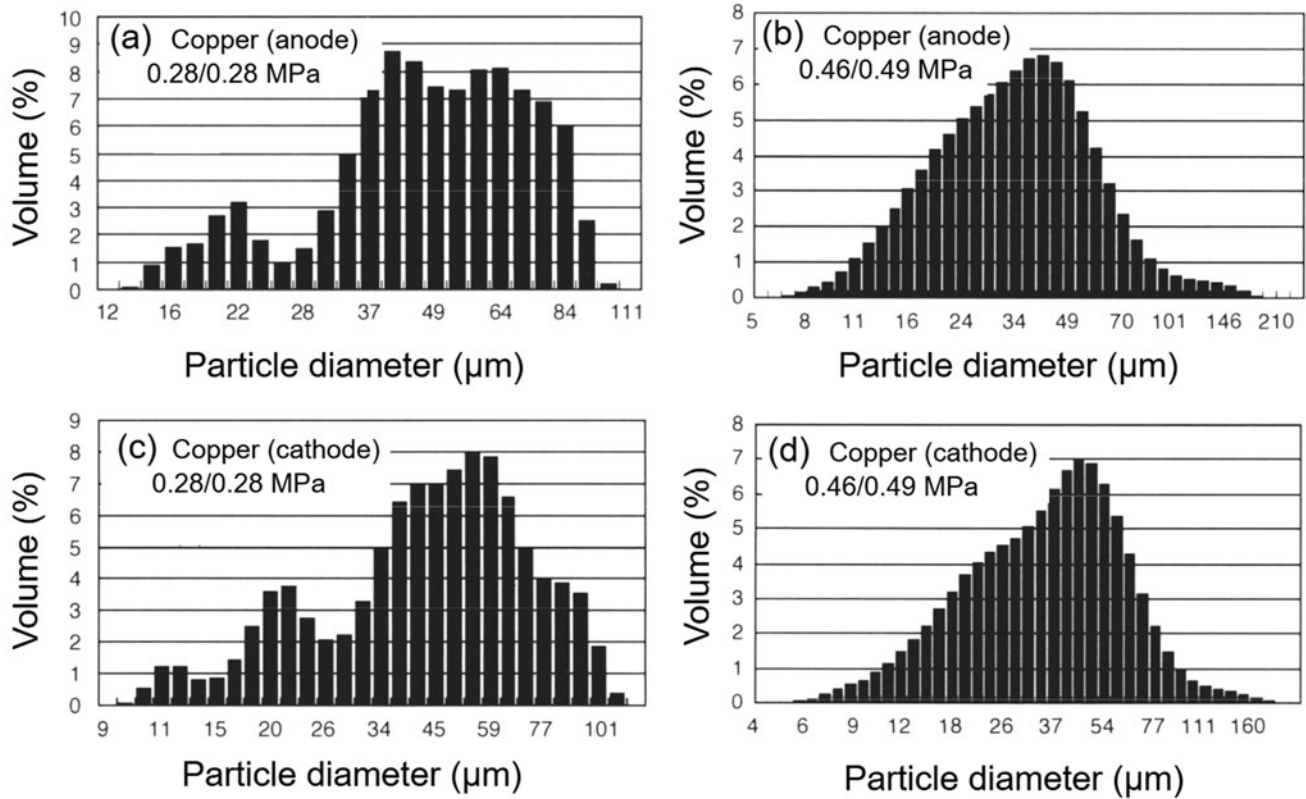 (a) Copper (anode)
0.28/0.28 MPa
Volume (%)
10
9
8
7
6
5
4
3
2
1
0
12 16 22 28 37 49 64 84 111
Particle diameter (μm)
(b) Copper (anode)
0.46/0.49 MPa
Volume (%)
8
7
6
5
4
3
2
1
0
5 8 11 16 24 34 49 70 101 146 210
Particle diameter (μm)
(c) Copper (cathode)
0.28/0.28 MPa
Volume (%)
9
8
7
6
5
4
3
2
1
0
9 11 15 20 26 34 45 59 77 101
Particle diameter (μm)
(d) Copper (cathode)
0.46/0.49 MPa
Volume (%)
8
7
6
5
4
3
2
1
0
4 6 9 12 18 26 37 54 77 111 160
Particle diameter (μm)